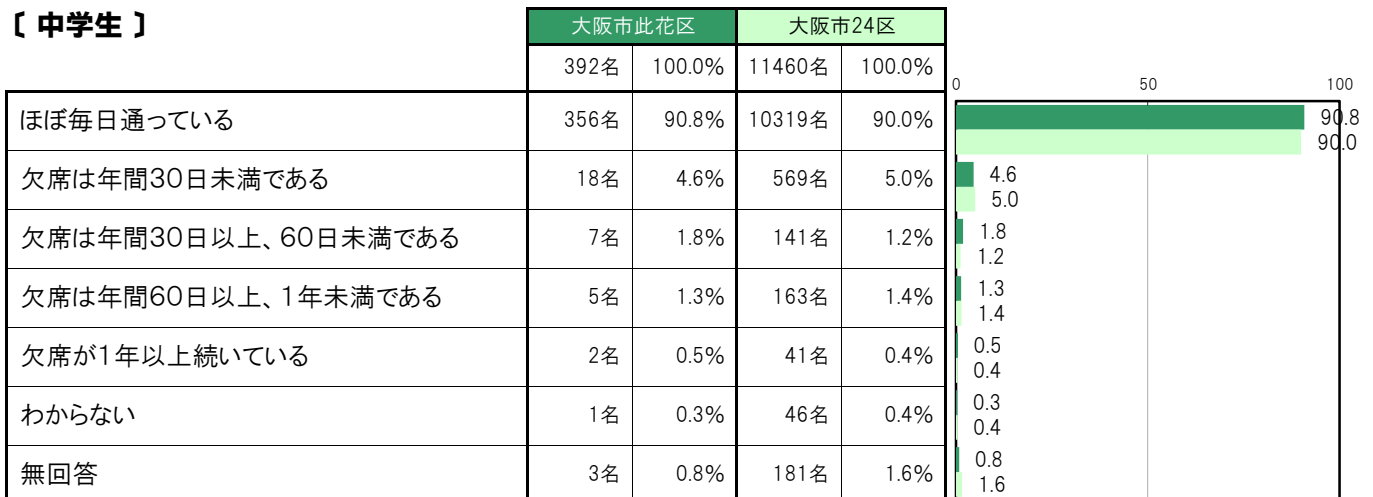 〔 中学生 〕
大阪市此花区 大阪市24区
392名 100.0% 11460名 100.0%
0 50 100
ほぼ毎日通っている 356名 90.8% 10319名 90.0% 90.8
90.0
欠席は年間30日未満である 18名 4.6% 569名 5.0% 4.6
5.0
欠席は年間30日以上、60日未満である 7名 1.8% 141名 1.2% 1.8
1.2
欠席は年間60日以上、1年未満である 5名 1.3% 163名 1.4% 1.3
1.4
欠席が1年以上続いている 2名 0.5% 41名 0.4% 0.5
0.4
わからない 1名 0.3% 46名 0.4% 0.3
0.4
無回答 3名 0.8% 181名 1.6% 0.8
1.6